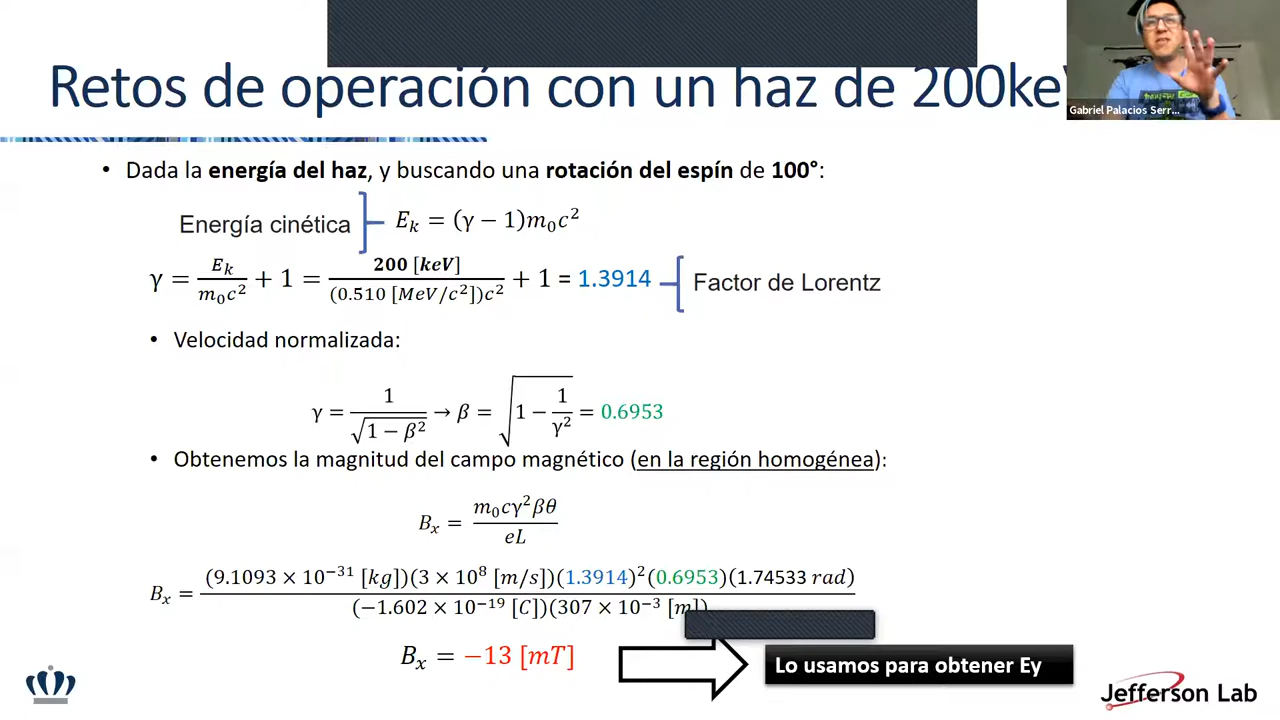 Retos de operación con un haz de 200ke
Gabriel Palacios Serr...
• Dada la energía del haz, y buscando una rotación del espín de 100°:
Energía cinética
E_k = (γ − 1)m_0c^2
γ = E_k / m_0c^2 + 1 = 200 [keV] / (0.510 [MeV/c^2])c^2 + 1 = 1.3914
Factor de Lorentz
• Velocidad normalizada:
γ = 1 / √(1 − β^2) → β = √(1 − 1/γ^2) = 0.6953
• Obtenemos la magnitud del campo magnético (en la región homogénea):
B_x = m_0cγ^2βθ / eL
B_x = (9.1093 × 10^−31 [kg])(3 × 10^8 [m/s])(1.3914)^2(0.6953)(1.74533 rad) / (−1.602 × 10^−19 [C])(307 × 10^−3 [m])
B_x = −13 [mT]
Lo usamos para obtener Ey
Jefferson Lab